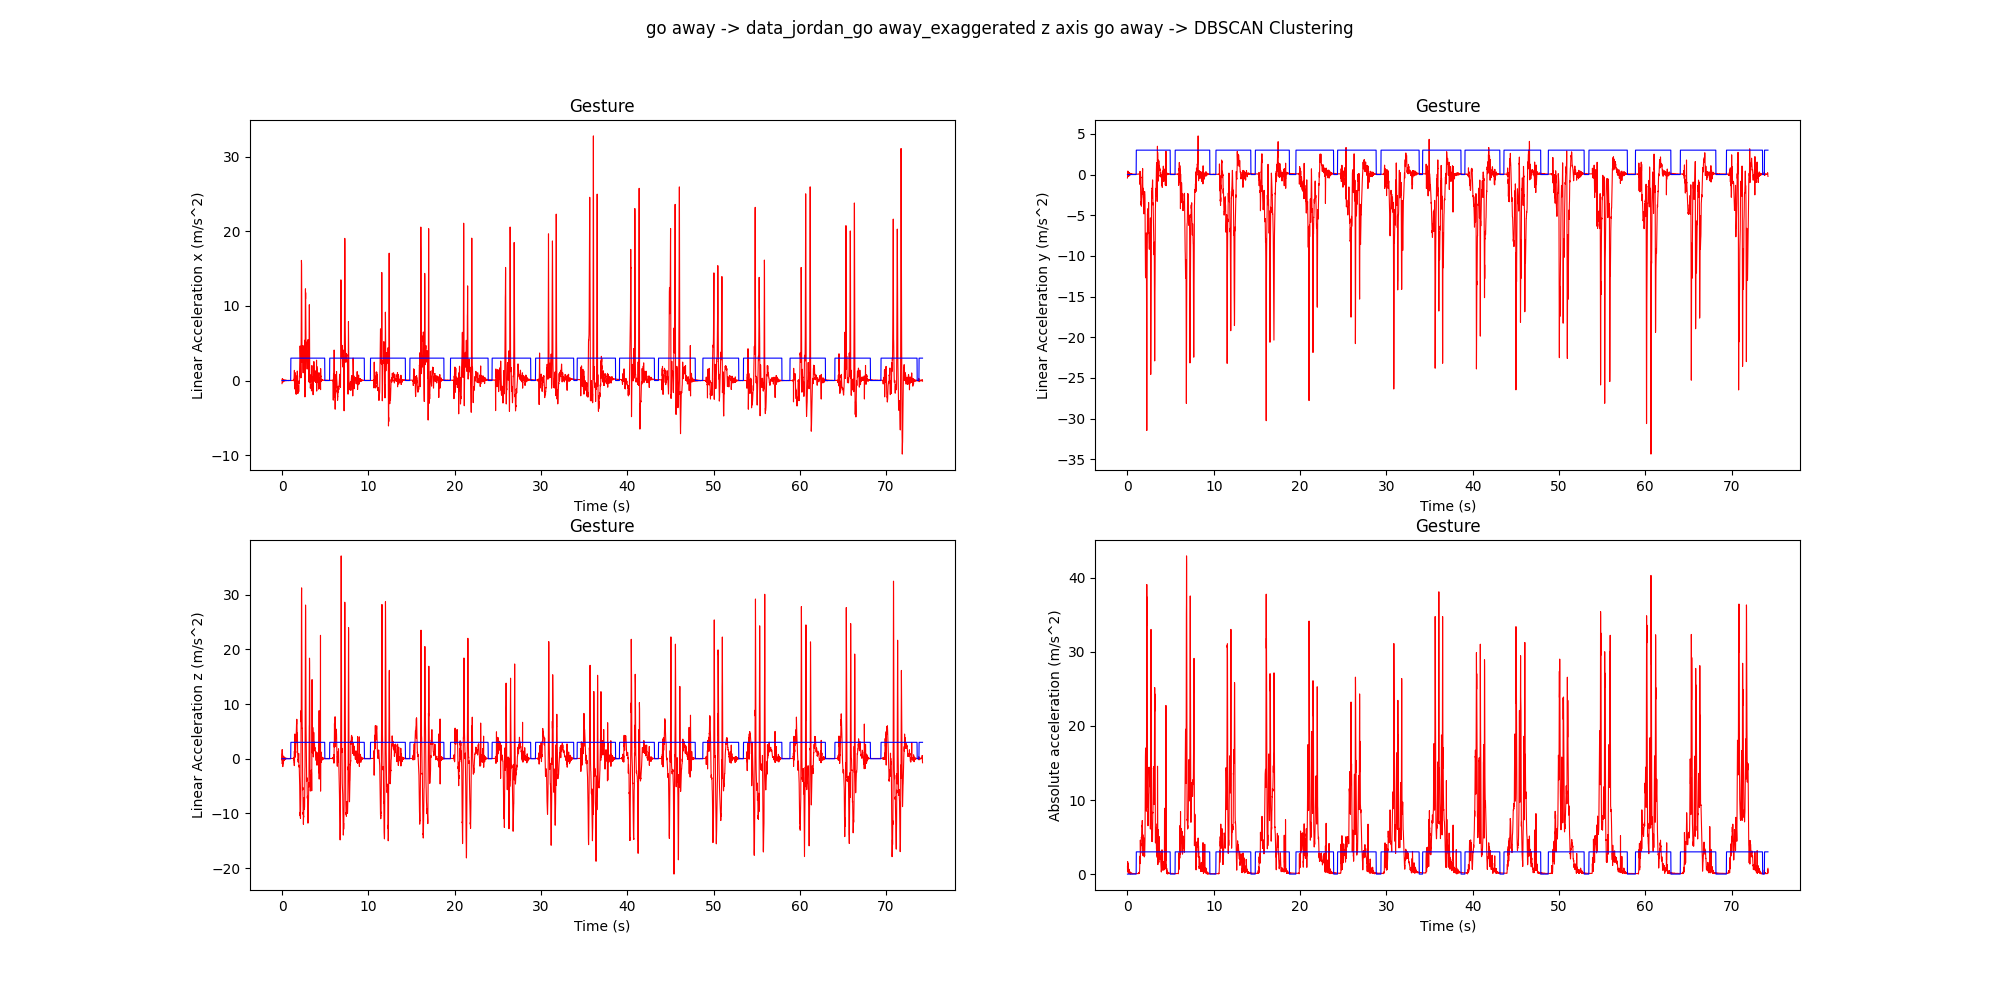 go away -> data_jordan_go away_exaggerated z axis go away -> DBSCAN Clustering
Gesture
Linear Acceleration x (m/s^2)
30
20
10
0
−10
0 10 20 30 40 50 60 70
Time (s)
Gesture
Linear Acceleration y (m/s^2)
5
0
−5
−10
−15
−20
−25
−30
−35
0 10 20 30 40 50 60 70
Time (s)
Gesture
Linear Acceleration z (m/s^2)
30
20
10
0
−10
−20
0 10 20 30 40 50 60 70
Time (s)
Gesture
Absolute acceleration (m/s^2)
40
30
20
10
0
0 10 20 30 40 50 60 70
Time (s)